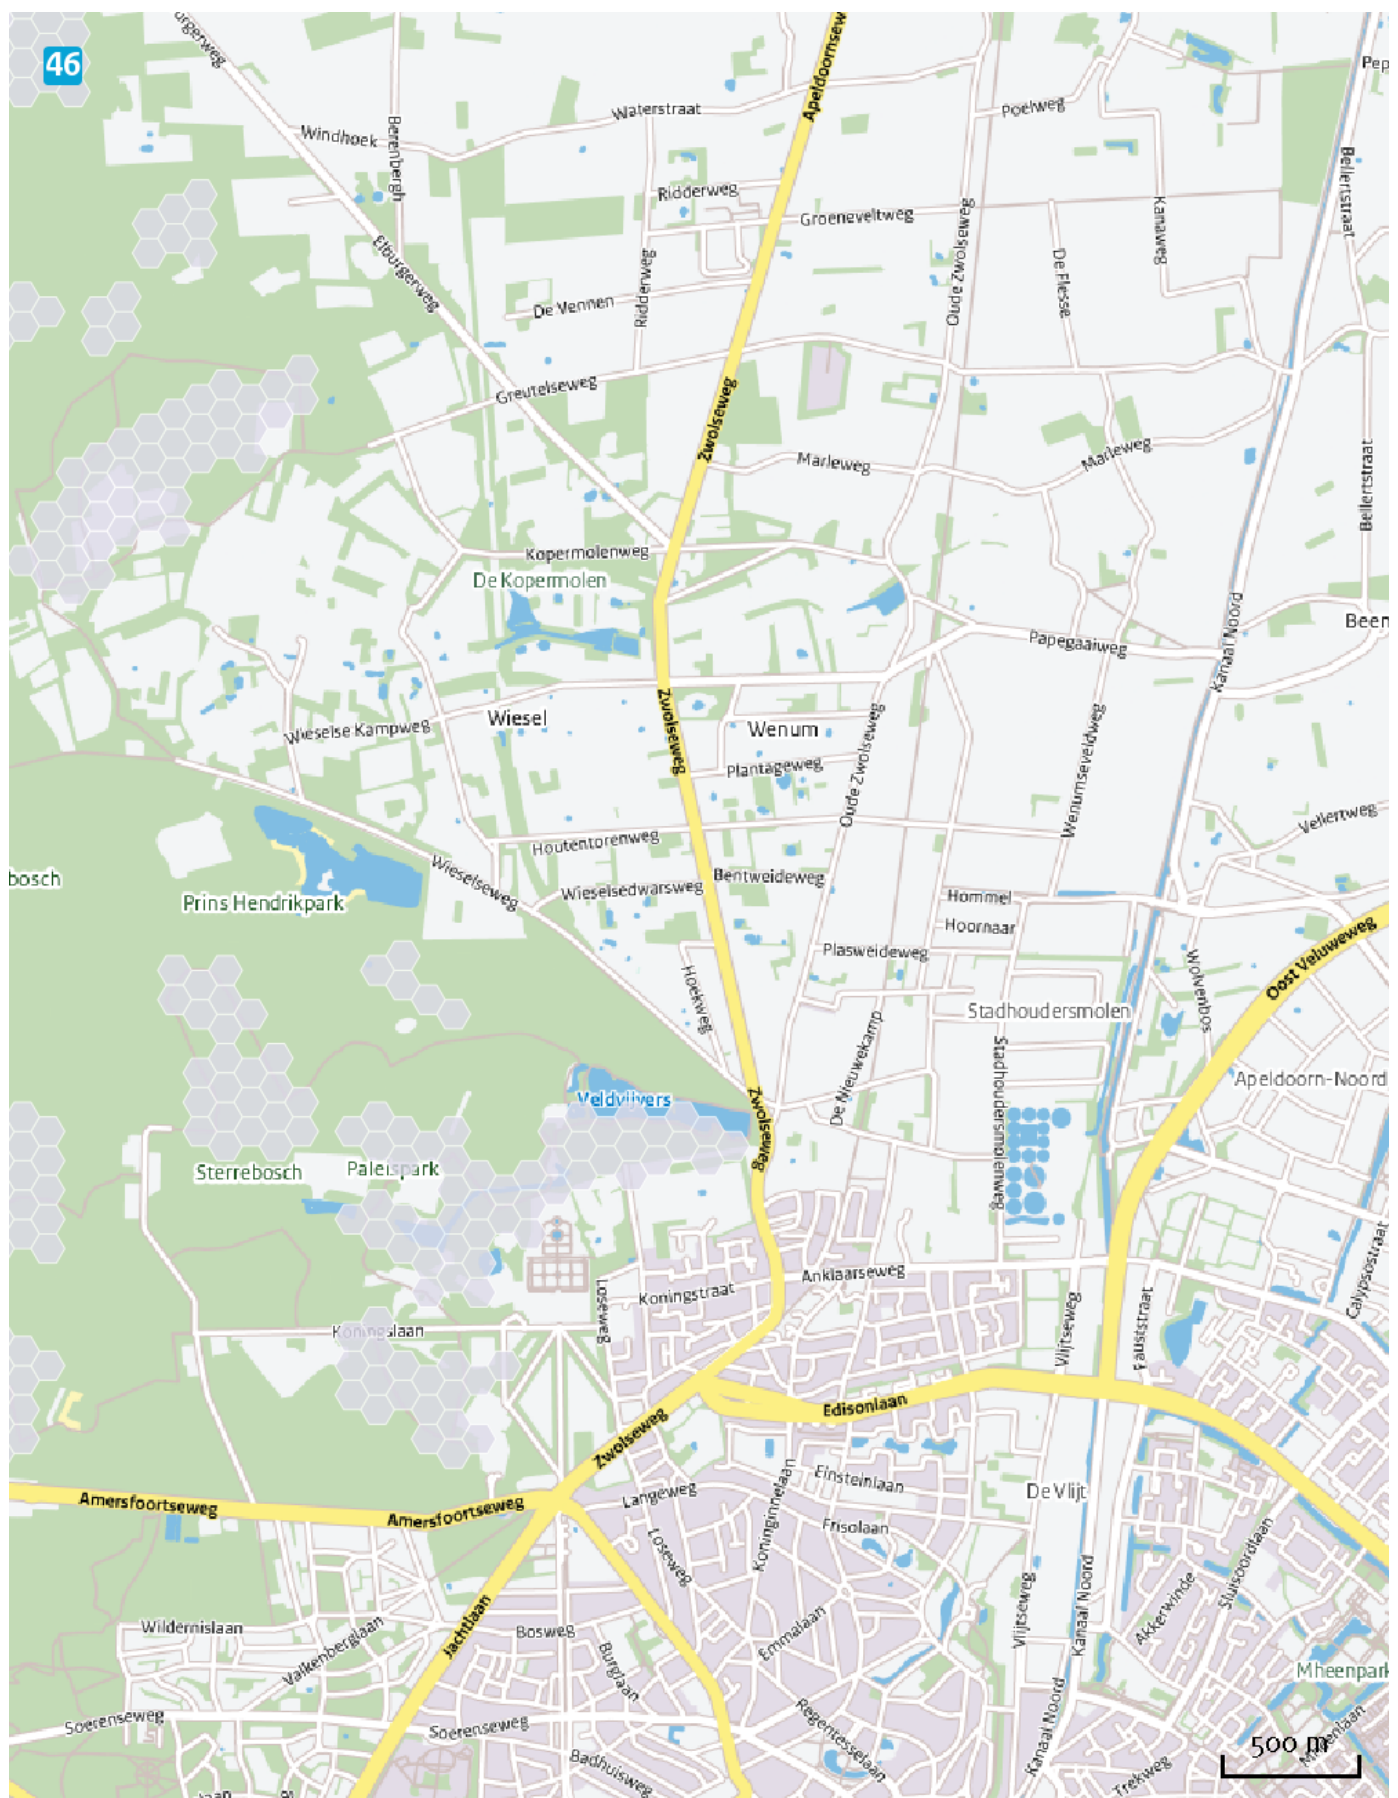 46
Apeldoornsew
Pep
Waterstraat
Poelweg
Windhoek
Berenbergh
Bellertstraat
Ridderweg
Groeneveltweg
Kanaweg
Oude Zwolseweg
Elburgerweg
Ridderweg
De Flesse
De Vennen
Greutelseweg
Zwolseweg
Marleweg
Marleweg
Bellertstraat
Kopermolenweg
De Kopermolen
Been
Kanaal Noord
Papegaaiweg
Zwolseweg
Wiesel
Wenum
Wieselse Kampweg
Oude Zwolseweg
Wenumseveldweg
Plantageweg
Vellertweg
Houtentorenweg
bosch
Wieselseweg
Bentweideweg
Wieselsedwarsweg
Prins Hendrikpark
Hommel
Hoornaar
Oost Veluweweg
Plasweideweg
Wolvenbos
Hoekweg
Stadhoudersmolen
De Nieuwekamp
Stadhoudersmolenweg
Apeldoorn-Noord
Veldvijvers
Zwolseweg
Sterrebosch
Paleispark
Anklaarseweg
Calypsostraat
Koningstraat
Loseweg
Koningslaan
Vlijtseweg
Fauststraat
Edisonlaan
Zwolseweg
Einsteinlaan
De Vlijt
Amersfoortseweg
Amersfoortseweg
Langeweg
Koninginnelaan
Frisolaan
Loseweg
Sluisoordlaan
Akkerwinde
Vlijtseweg
Kanaal Noord
Wildernislaan
Valkenberglaan
Jachtlaan
Bosweg
Burglaan
Emmalaan
Mheenpark
Soerenseweg
Soerenseweg
Regentesselaan
Kanaal Noord
500 m
Badhuisweg
Trekweg